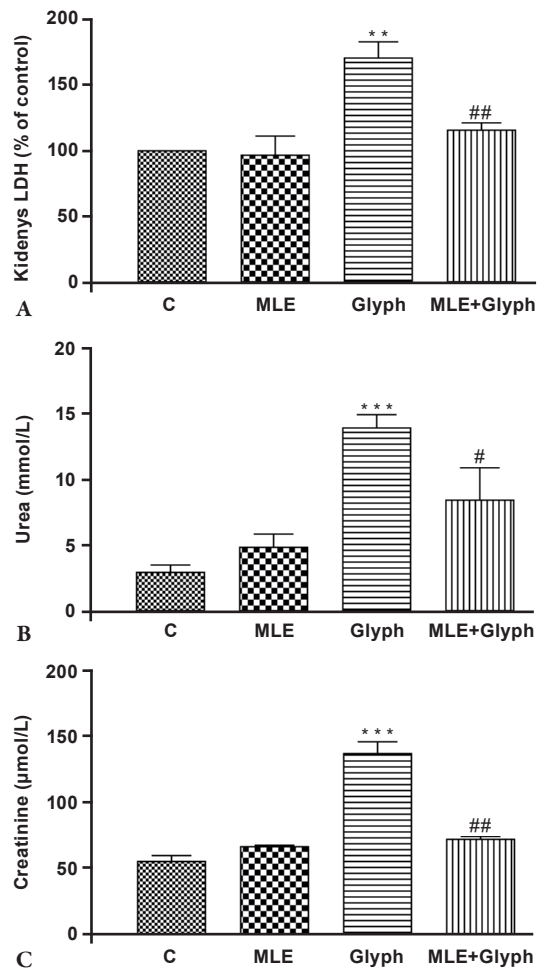 200
150
100
50
0
Kidenys LDH (% of control)
* *
##
C MLE Glyph MLE+Glyph
A
20
15
10
5
0
Urea (mmol/L)
* * *
#
C MLE Glyph MLE+Glyph
B
200
150
100
50
0
Creatinine (µmol/L)
* * *
##
C MLE Glyph MLE+Glyph
C